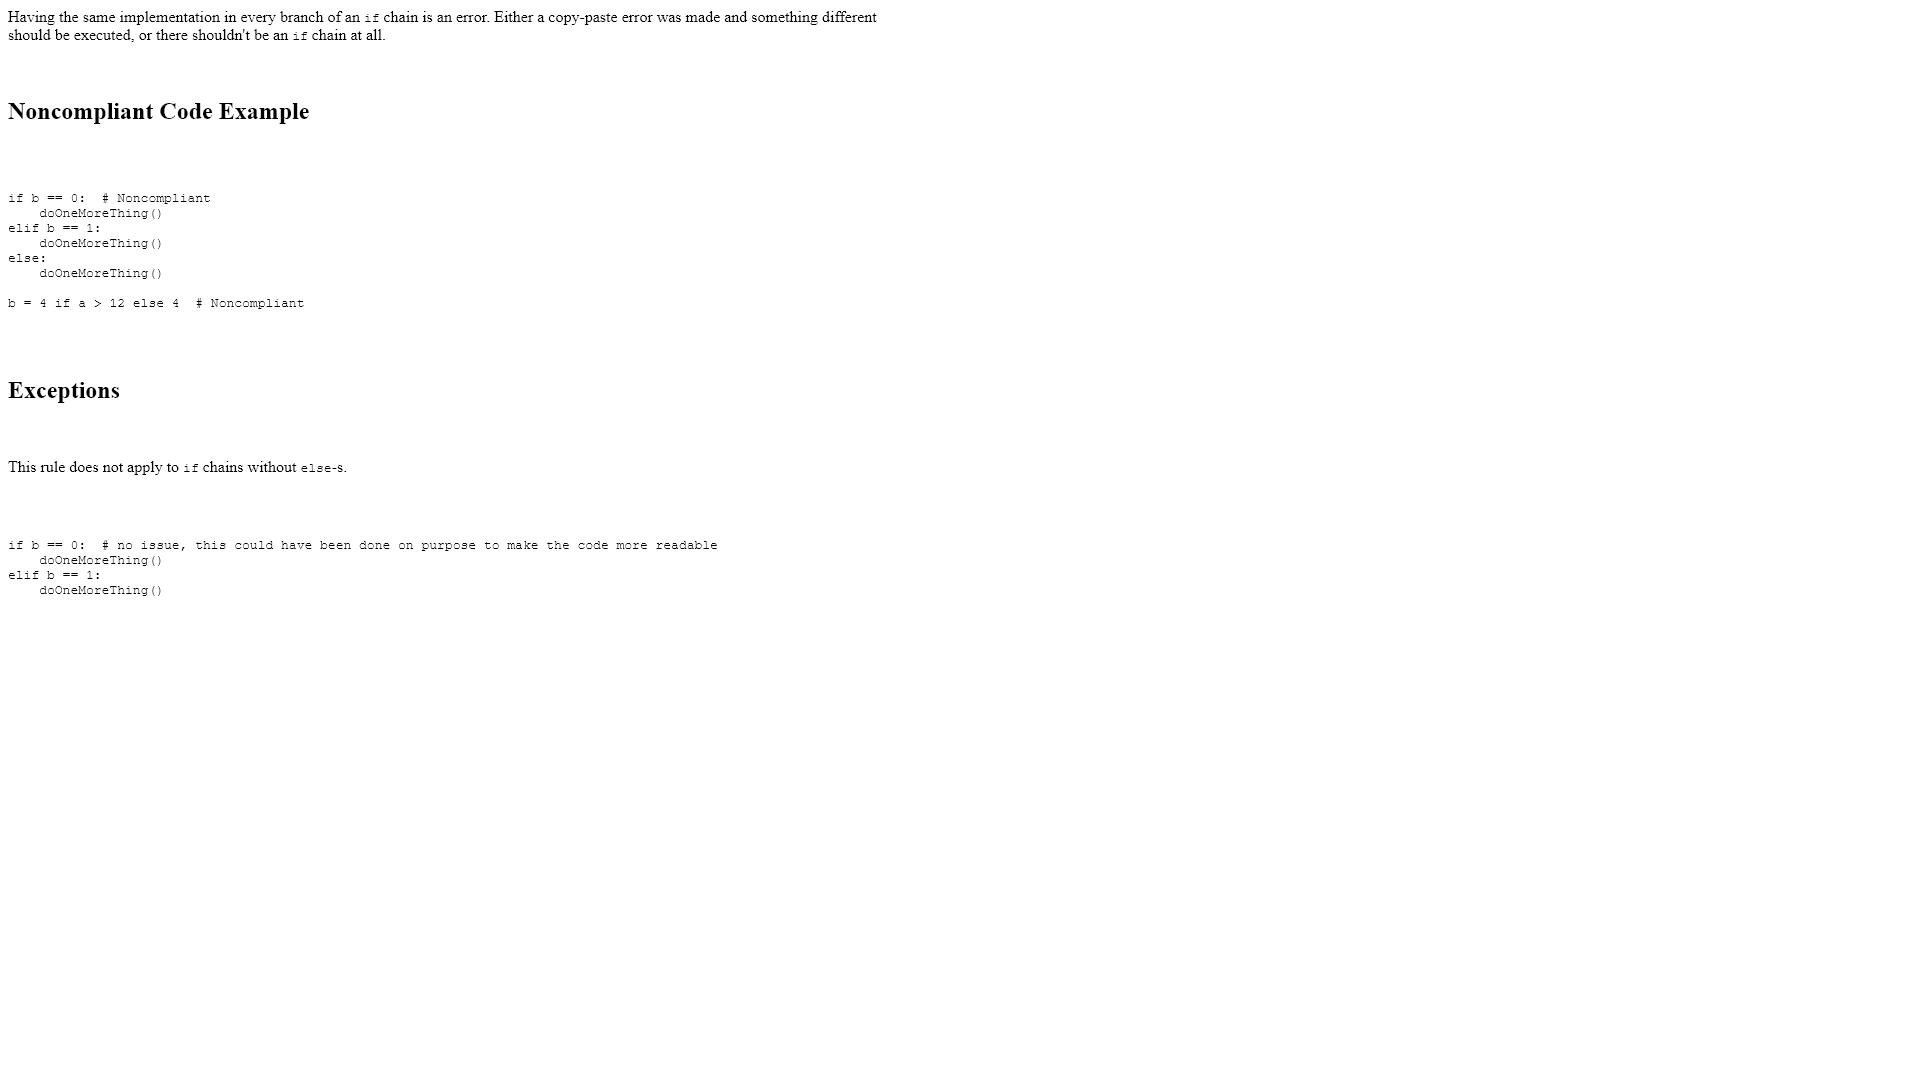 Having the same implementation in every branch of an if chain is an error. Either a copy-paste error was made and something different
should be executed, or there shouldn't be an if chain at all.
Noncompliant Code Example
if b == 0:  # Noncompliant
    doOneMoreThing()
elif b == 1:
    doOneMoreThing()
else:
    doOneMoreThing()
b = 4 if a > 12 else 4  # Noncompliant
Exceptions
This rule does not apply to if chains without else-s.
if b == 0:  # no issue, this could have been done on purpose to make the code more readable
    doOneMoreThing()
elif b == 1:
    doOneMoreThing()